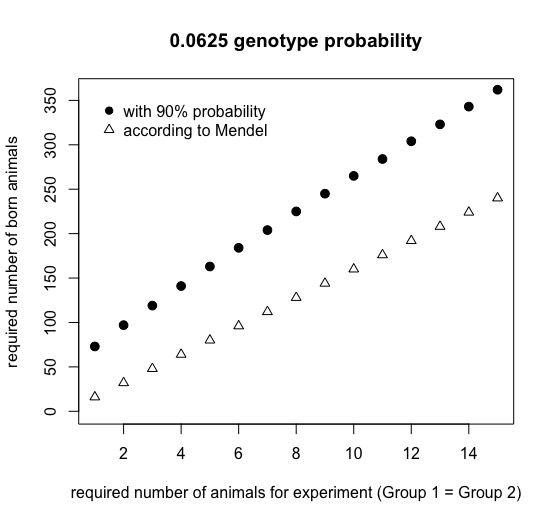 0.0625 genotype probability
with 90% probability
according to Mendel
required number of born animals
350
300
250
200
150
100
50
0
2 4 6 8 10 12 14
required number of animals for experiment (Group 1 = Group 2)